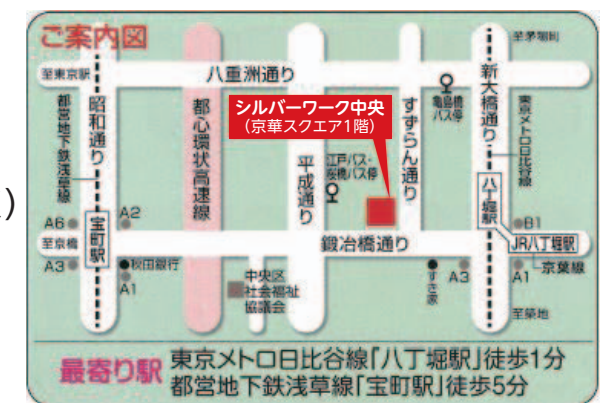 ご案内図
至茅場町
至東京駅
八重洲通り
都営地下鉄浅草線
昭和通り
都心環状高速線
シルバーワーク中央
(京華スクエア1階)
平成通り
江戸バス・
桜橋バス停
すずらん通り
亀島橋
バス停
新大橋通り
東京メトロ日比谷線
八丁堀駅
A6
A2
宝町駅
至京橋
鍛冶橋通り
B1
JR八丁堀駅
京葉線
A3
秋田銀行
A1
中央区
社会福祉
協議会
すき家
A3
A1
至築地
最寄り駅
東京メトロ日比谷線「八丁堀駅」徒歩1分
都営地下鉄浅草線「宝町駅」徒歩5分
)